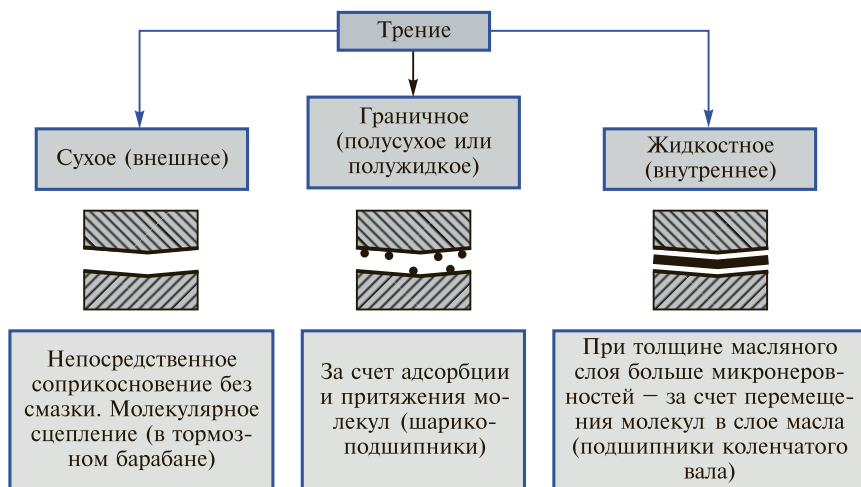 Трение
Сухое (внешнее)
Граничное
(полусухое или
полужидкое)
Жидкостное
(внутреннее)
Непосредственное
соприкосновение без
смазки. Молекулярное
сцепление (в тормоз-
ном барабане)
За счет адсорбции
и притяжения мо-
лекул (шарико-
подшипники)
При толщине масляного
слоя больше микронеров-
ностей – за счет перемеще-
ния молекул в слое масла
(подшипники коленчатого
вала)